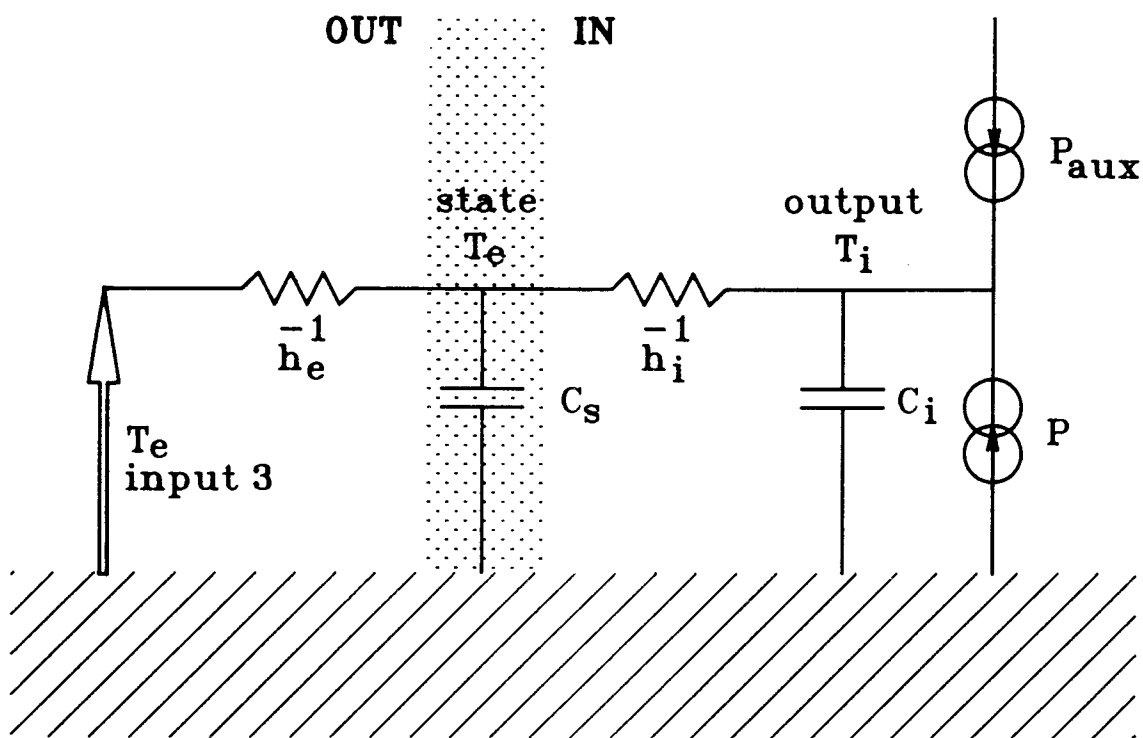 OUT IN
P_aux
state
T_e
output
T_i
-1
h_e
-1
h_i
C_s
C_i
P
T_e
input 3